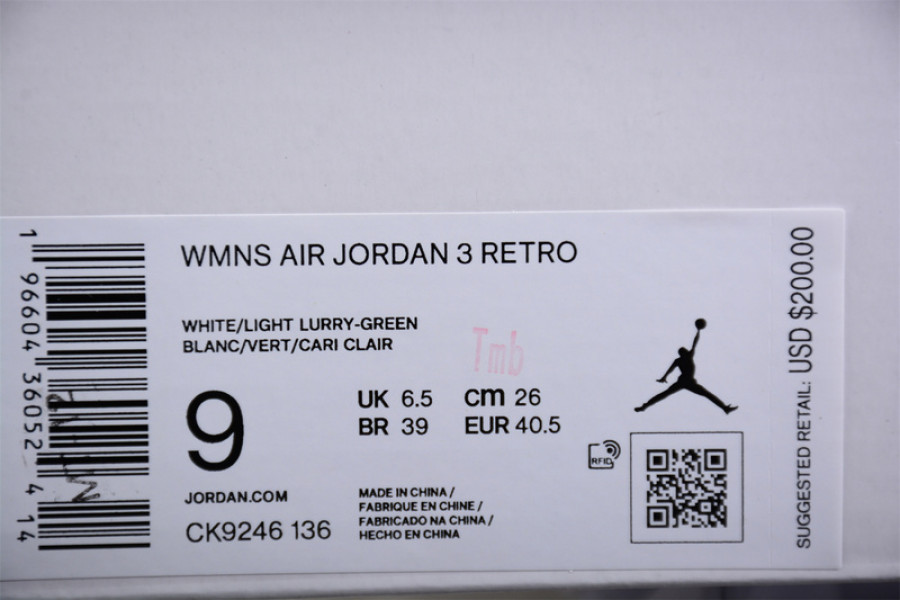 WMNS AIR JORDAN 3 RETRO
WHITE/LIGHT LURRY-GREEN
BLANC/VERT/CARI CLAIR
Tmb
9
UK 6.5 cm 26
BR 39 EUR 40.5
JORDAN.COM
CK9246 136
MADE IN CHINA /
FABRIQUE EN CHINE /
FABRICADO NA CHINA /
HECHO EN CHINA
RFID
SUGGESTED RETAIL: USD $200.00
1 96604 36052 4 14